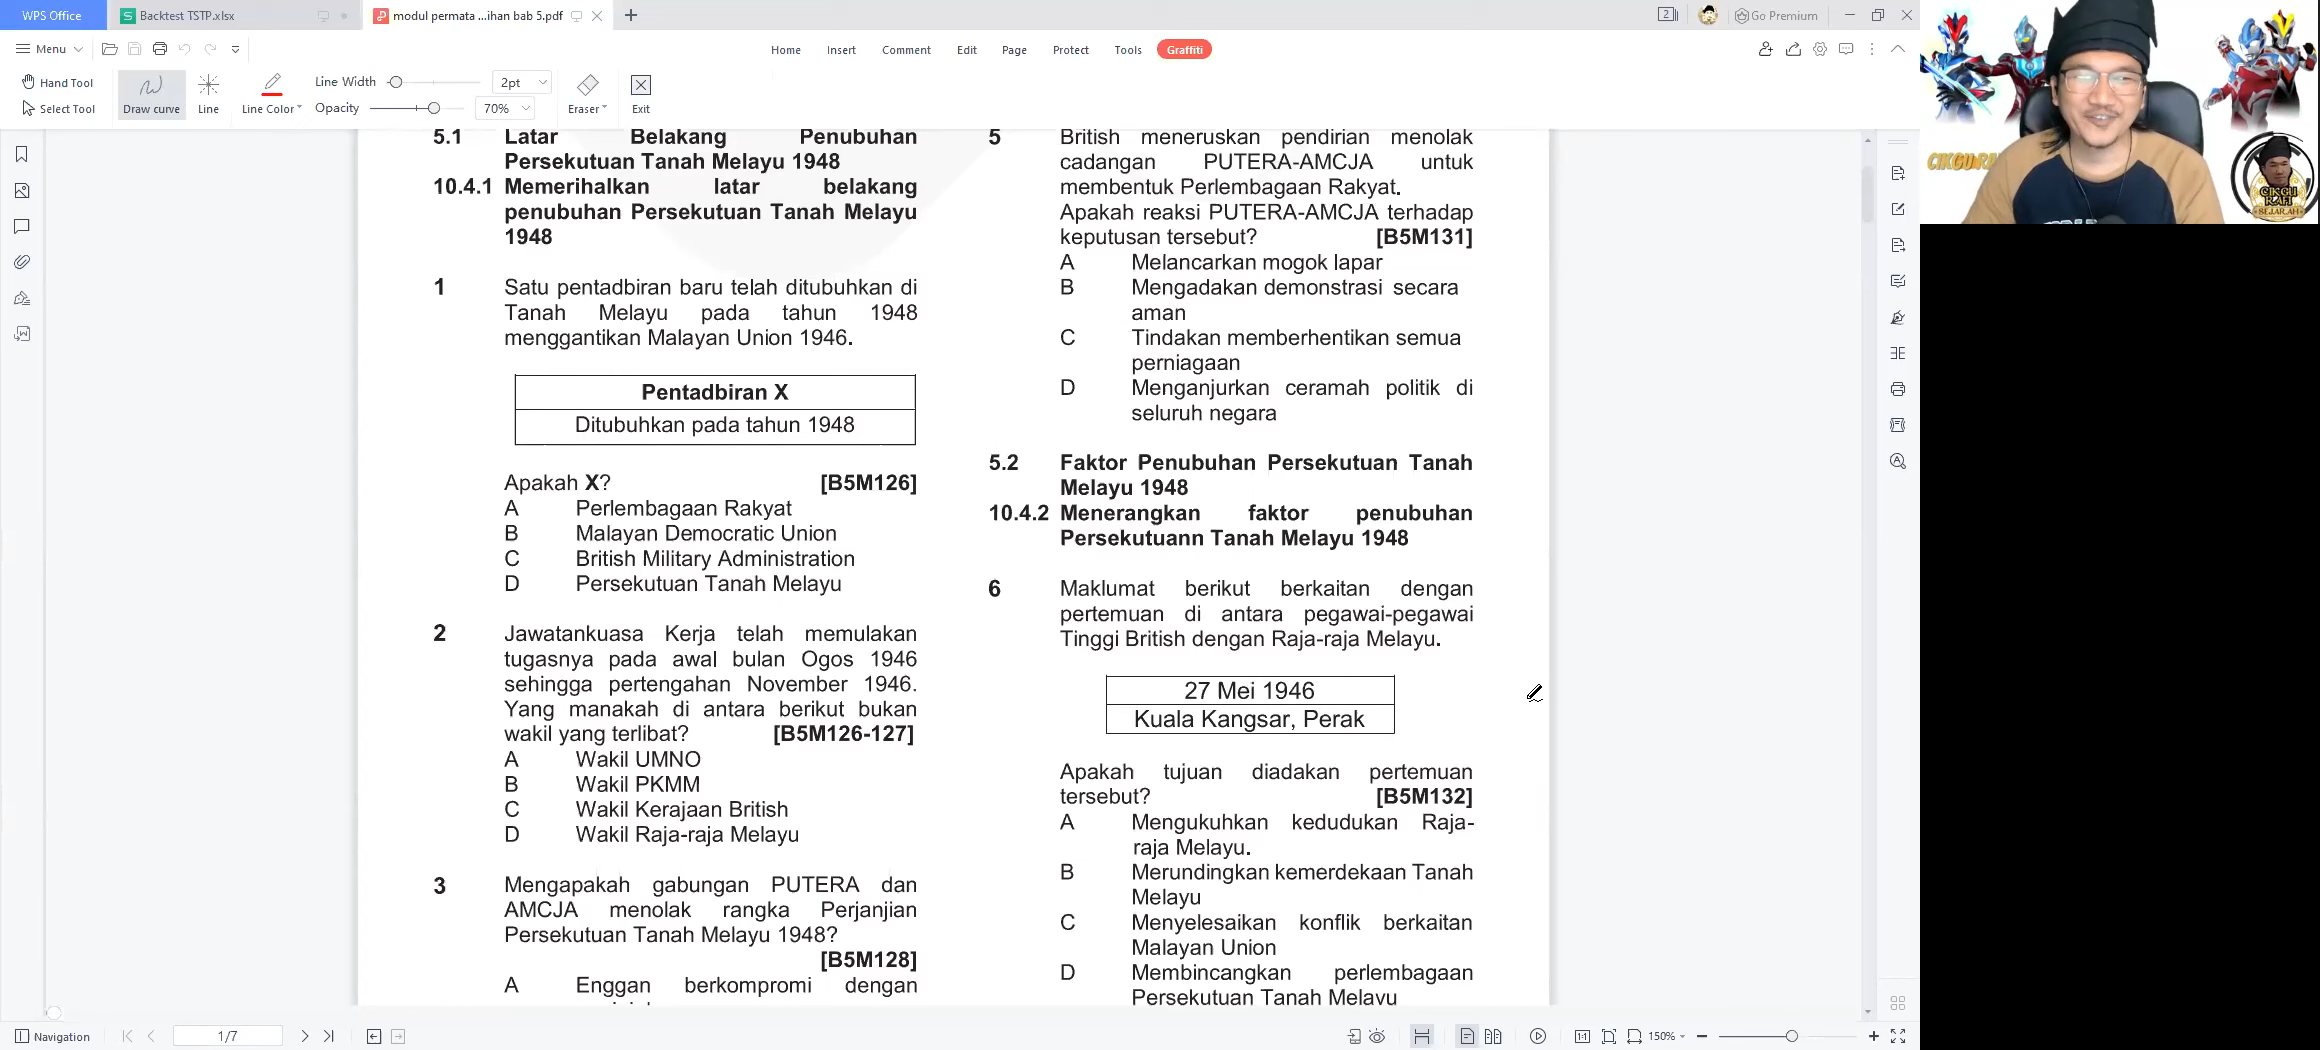 WPS Office
Backtest TSTP.xlsx
modul permata ...ihan bab 5.pdf
2
Go Premium
Menu
Home
Insert
Comment
Edit
Page
Protect
Tools
Graffiti
Hand Tool
Select Tool
Draw curve
Line
Line Color
Line Width
2pt
Opacity
70%
Eraser
Exit
5.1 Latar Belakang Penubuhan
Persekutuan Tanah Melayu 1948
10.4.1 Memerihalkan latar belakang
penubuhan Persekutuan Tanah Melayu
1948
1 Satu pentadbiran baru telah ditubuhkan di
Tanah Melayu pada tahun 1948
menggantikan Malayan Union 1946.
Pentadbiran X
Ditubuhkan pada tahun 1948
Apakah X? [B5M126]
A Perlembagaan Rakyat
B Malayan Democratic Union
C British Military Administration
D Persekutuan Tanah Melayu
2 Jawatankuasa Kerja telah memulakan
tugasnya pada awal bulan Ogos 1946
sehingga pertengahan November 1946.
Yang manakah di antara berikut bukan
wakil yang terlibat? [B5M126-127]
A Wakil UMNO
B Wakil PKMM
C Wakil Kerajaan British
D Wakil Raja-raja Melayu
3 Mengapakah gabungan PUTERA dan
AMCJA menolak rangka Perjanjian
Persekutuan Tanah Melayu 1948?
[B5M128]
A Enggan berkompromi dengan
5 British meneruskan pendirian menolak
cadangan PUTERA-AMCJA untuk
membentuk Perlembagaan Rakyat.
Apakah reaksi PUTERA-AMCJA terhadap
keputusan tersebut? [B5M131]
A Melancarkan mogok lapar
B Mengadakan demonstrasi secara
aman
C Tindakan memberhentikan semua
perniagaan
D Menganjurkan ceramah politik di
seluruh negara
5.2 Faktor Penubuhan Persekutuan Tanah
Melayu 1948
10.4.2 Menerangkan faktor penubuhan
Persekutuann Tanah Melayu 1948
6 Maklumat berikut berkaitan dengan
pertemuan di antara pegawai-pegawai
Tinggi British dengan Raja-raja Melayu.
27 Mei 1946
Kuala Kangsar, Perak
Apakah tujuan diadakan pertemuan
tersebut? [B5M132]
A Mengukuhkan kedudukan Raja-
raja Melayu.
B Merundingkan kemerdekaan Tanah
Melayu
C Menyelesaikan konflik berkaitan
Malayan Union
D Membincangkan perlembagaan
Persekutuan Tanah Melayu
CIKGU
RAFI
SEJARAH
Navigation
1/7
1:1
150%